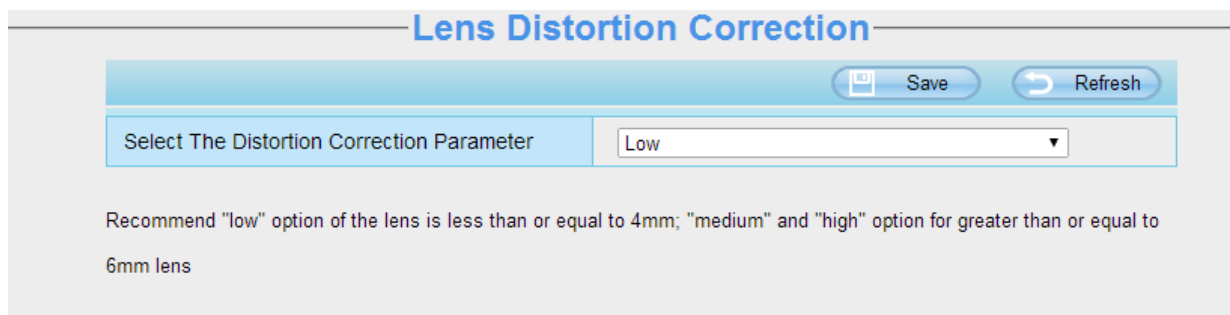 Lens Distortion Correction
Save Refresh
Select The Distortion Correction Parameter Low
Recommend "low" option of the lens is less than or equal to 4mm; "medium" and "high" option for greater than or equal to
6mm lens